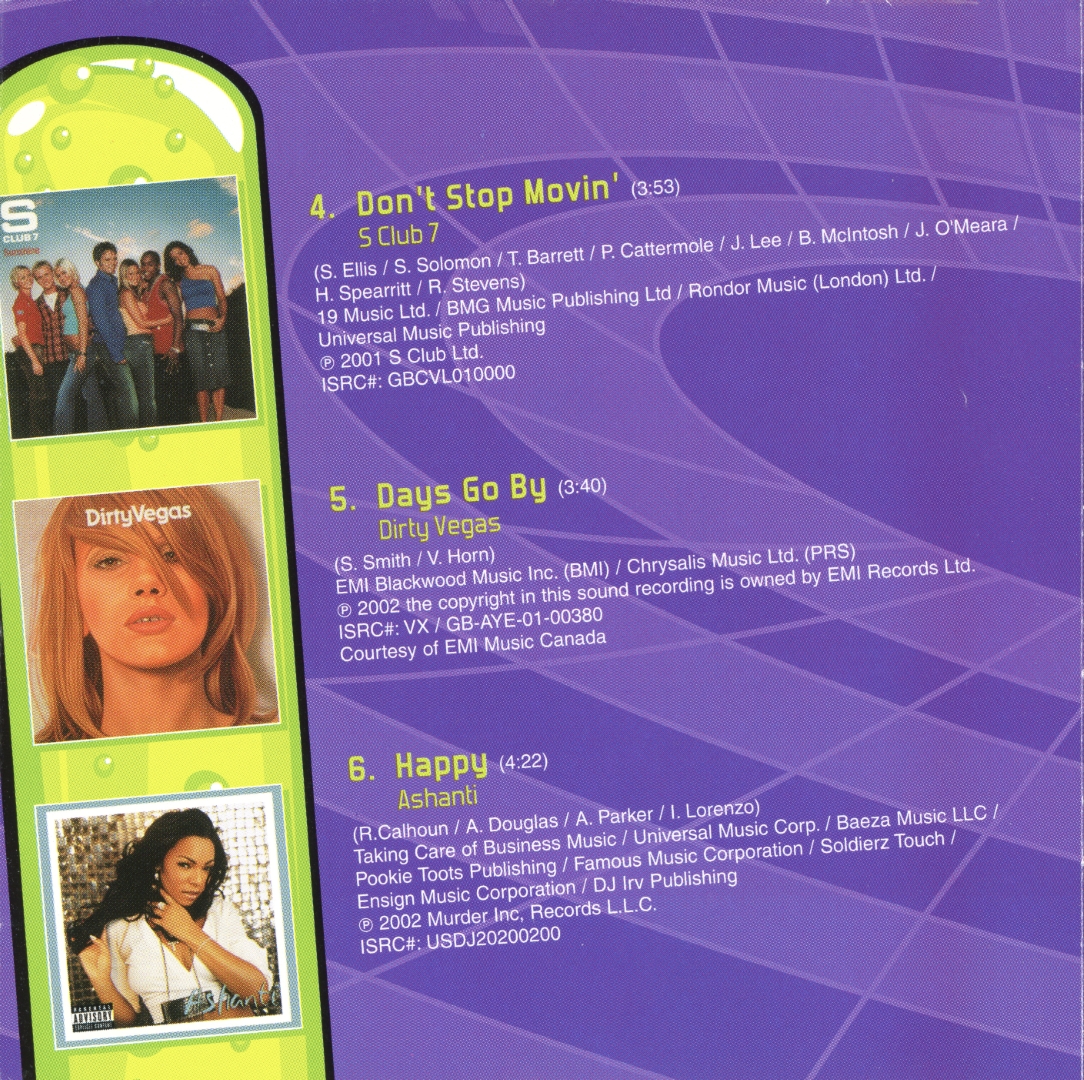 S
CLUB 7
Sunshine
4. Don't Stop Movin' (3:53)
S Club 7
(S. Ellis / S. Solomon / T. Barrett / P. Cattermole / J. Lee / B. McIntosh / J. O'Meara /
H. Spearritt / R. Stevens)
19 Music Ltd. / BMG Music Publishing Ltd / Rondor Music (London) Ltd. /
Universal Music Publishing
℗ 2001 S Club Ltd.
ISRC#: GBCVL010000
DirtyVegas
5. Days Go By (3:40)
Dirty Vegas
(S. Smith / V. Horn)
EMI Blackwood Music Inc. (BMI) / Chrysalis Music Ltd. (PRS)
℗ 2002 the copyright in this sound recording is owned by EMI Records Ltd.
ISRC#: VX / GB-AYE-01-00380
Courtesy of EMI Music Canada
6. Happy (4:22)
Ashanti
(R.Calhoun / A. Douglas / A. Parker / I. Lorenzo)
Taking Care of Business Music / Universal Music Corp. / Baeza Music LLC /
Pookie Toots Publishing / Famous Music Corporation / Soldierz Touch /
Ensign Music Corporation / DJ Irv Publishing
℗ 2002 Murder Inc, Records L.L.C.
ISRC#: USDJ20200200
Ashanti
PARENTAL
ADVISORY
EXPLICIT CONTENT